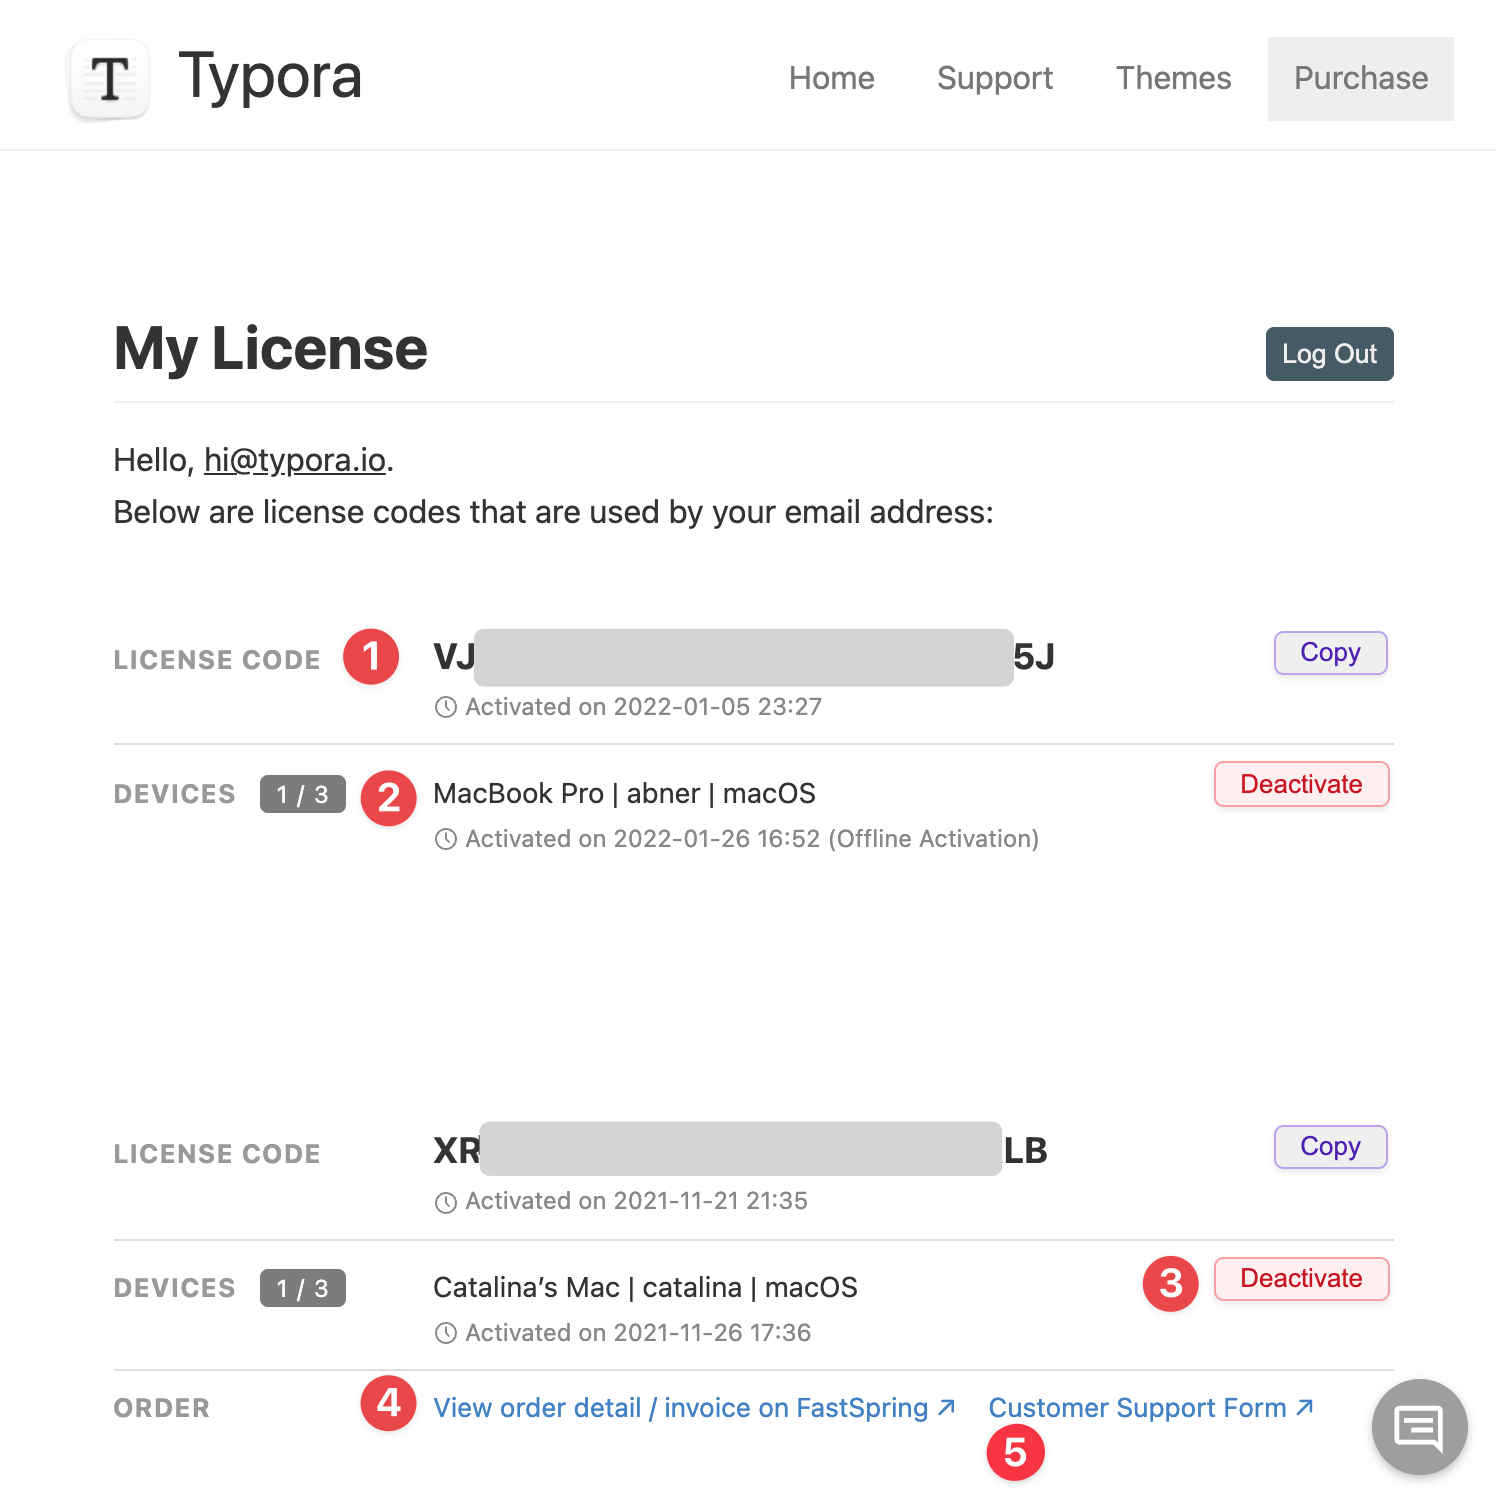 T Typora
Home Support Themes Purchase
My License
Log Out
Hello, hi@typora.io.
Below are license codes that are used by your email address:
LICENSE CODE 1 VJ 5J Copy
Activated on 2022-01-05 23:27
DEVICES 1 / 3 2 MacBook Pro | abner | macOS Deactivate
Activated on 2022-01-26 16:52 (Offline Activation)
LICENSE CODE XR LB Copy
Activated on 2021-11-21 21:35
DEVICES 1 / 3 Catalina’s Mac | catalina | macOS 3 Deactivate
Activated on 2021-11-26 17:36
ORDER 4 View order detail / invoice on FastSpring ↗ Customer Support Form ↗
5